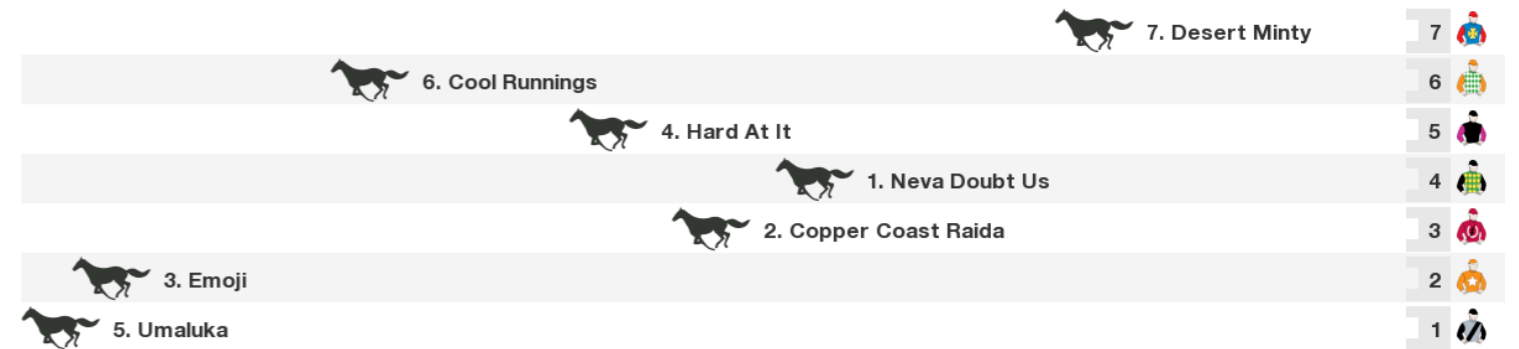 7. Desert Minty 7
6. Cool Runnings 6
4. Hard At It 5
1. Neva Doubt Us 4
2. Copper Coast Raida 3
3. Emoji 2
5. Umaluka 1